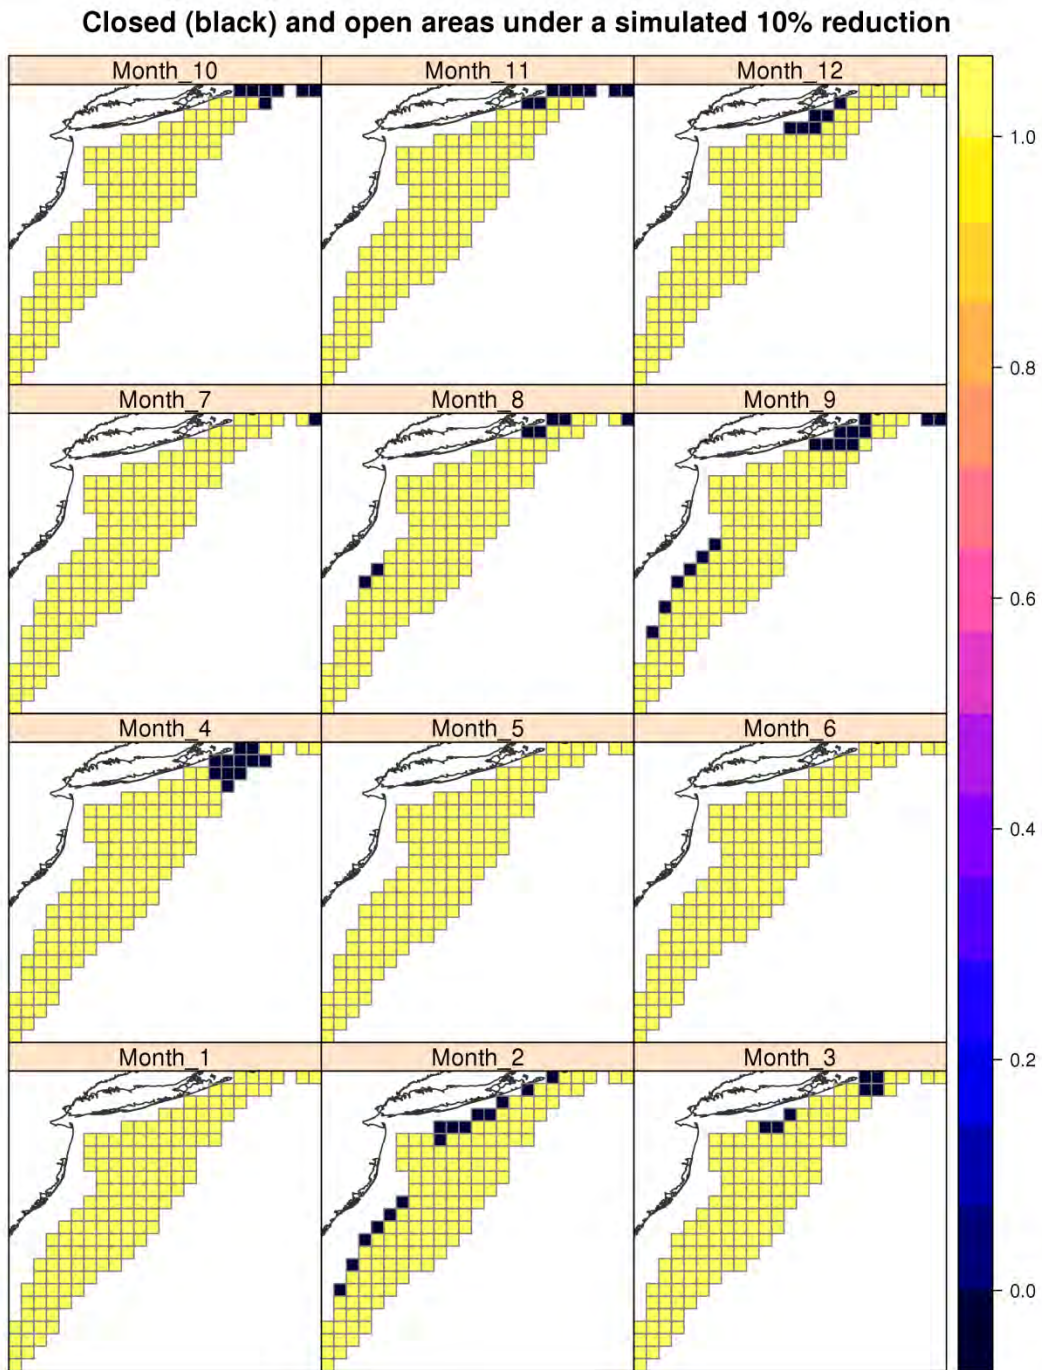 Closed (black) and open areas under a simulated 10% reduction
Month_10
Month_11
Month_12
Month_7
Month_8
Month_9
Month_4
Month_5
Month_6
Month_1
Month_2
Month_3
1.0
0.8
0.6
0.4
0.2
0.0